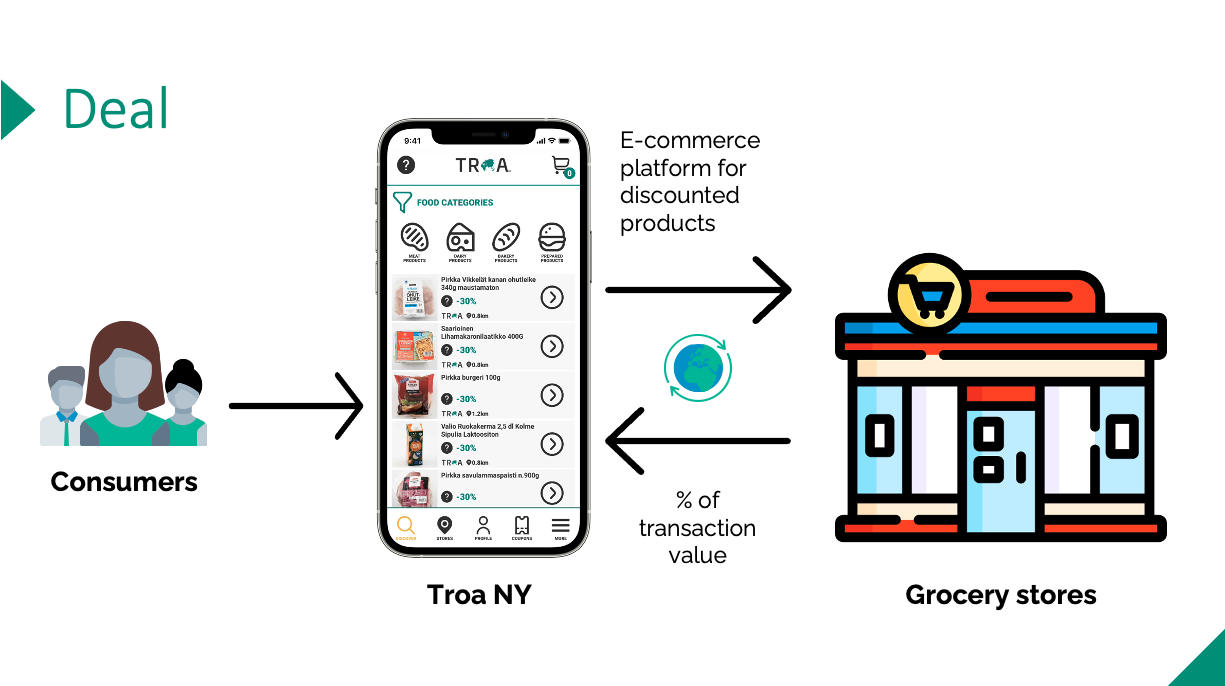 Deal
9:41
?
TROA
0
FOOD CATEGORIES
MEAT
PRODUCTS
DAIRY
PRODUCTS
BAKERY
PRODUCTS
PREPARED
PRODUCTS
Pirkka Vikkelät kanan ohutleike
340g maustamaton
? -30%
TROA 0.8km
Saarioinen
Lihamakaronilaatikko 400G
? -30%
TROA 0.8km
Pirkka burgeri 100g
? -30%
TROA 1.2km
Valio Ruokakerma 2,5 dl Kolme
Sipulia Laktoositon
? -30%
TROA 0.8km
Pirkka savulammaspaisti n.900g
? -30%
DISCOVER
STORES
PROFILE
COUPONS
MORE
E-commerce
platform for
discounted
products
% of
transaction
value
Consumers
Troa NY
Grocery stores